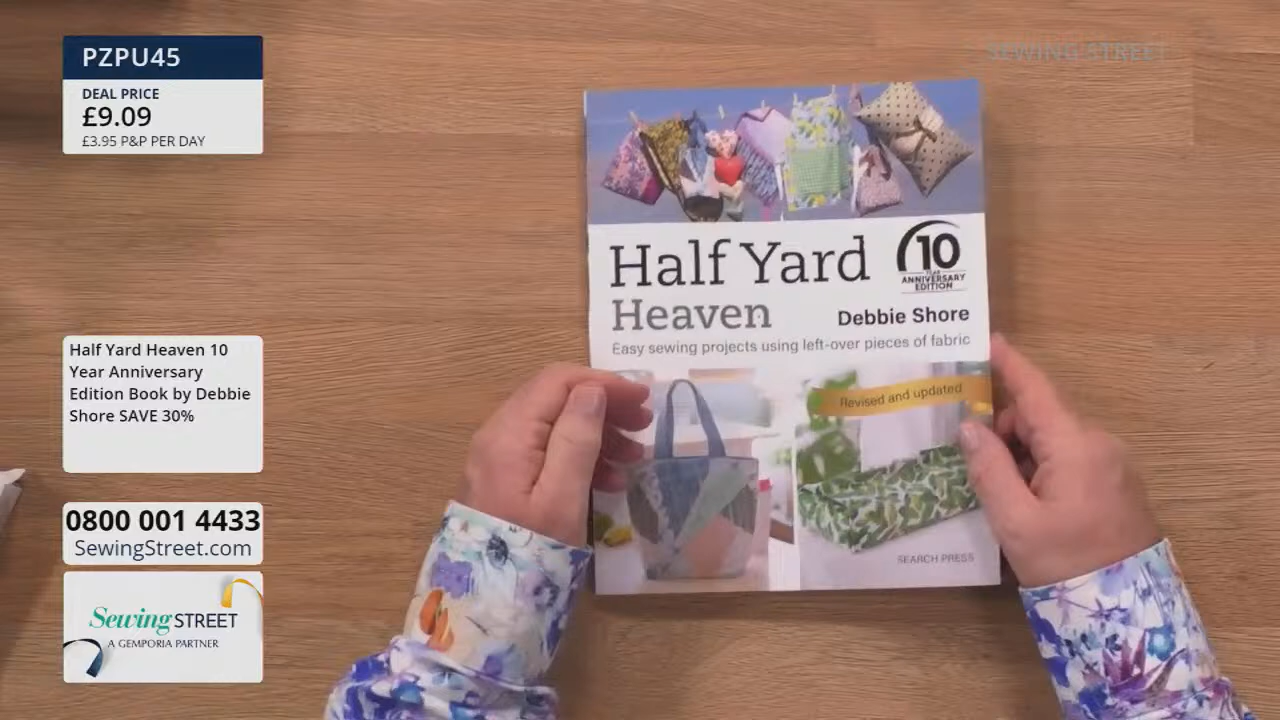 PZPU45
DEAL PRICE
£9.09
£3.95 P&P PER DAY
SEWING STREET
Half Yard
Heaven
10
YEAR
ANNIVERSARY
EDITION
Debbie Shore
Easy sewing projects using left-over pieces of fabric
Revised and updated
SEARCH PRESS
Half Yard Heaven 10
Year Anniversary
Edition Book by Debbie
Shore SAVE 30%
0800 001 4433
SewingStreet.com
Sewing STREET
A GEMPORIA PARTNER